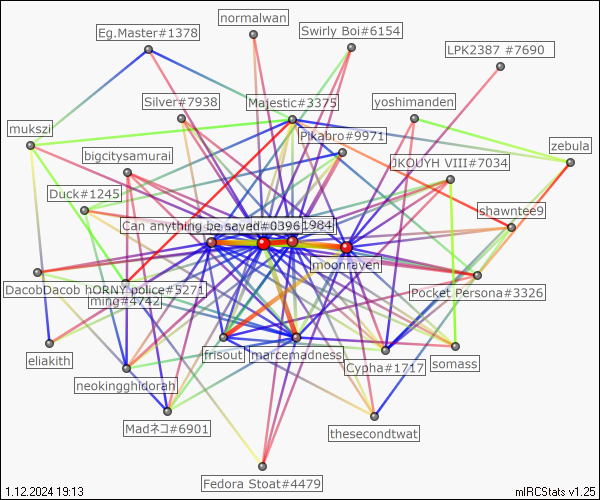 normalwan
Eg.Master#1378
Swirly Boi#6154
LPK2387 #7690
Silver#7938
Majestic#3375
yoshimanden
mukszi
Pikabro#9971
zebula
bigcitysamurai
JKOUYH VIII#7034
Duck#1245
shawntee9
Can anything be saved#0396
1984
moonraven
DacobDacob
hORNY police#5271
Pocket Persona#3326
ming#4742
eliakith
frisout
marcemadness
Cypha#1717
somass
neokingghidorah
Madネコ#6901
thesecondtwat
Fedora Stoat#4479
1.12.2024 19:13
mIRCStats v1.25